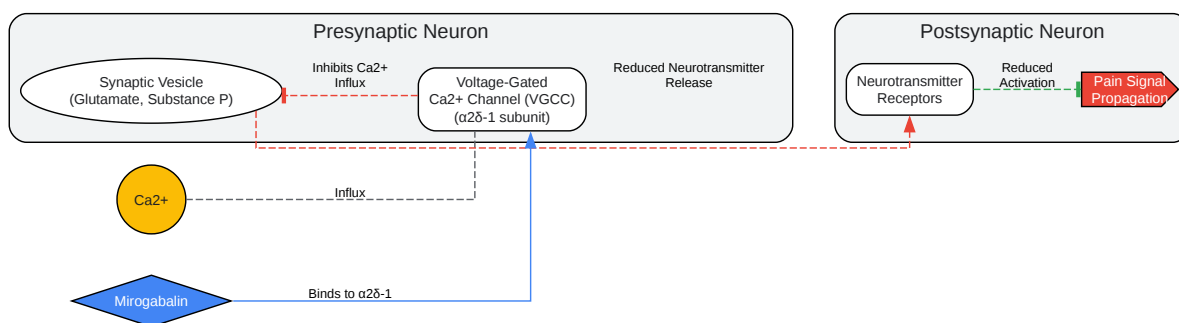 Presynaptic Neuron
Postsynaptic Neuron
Synaptic Vesicle
(Glutamate, Substance P)
Inhibits Ca2+
Influx
Voltage-Gated
Ca2+ Channel (VGCC)
(α2δ-1 subunit)
Reduced Neurotransmitter
Release
Neurotransmitter
Receptors
Reduced
Activation
Pain Signal
Propagation
Ca2+
Influx
Mirogabalin
Binds to α2δ-1